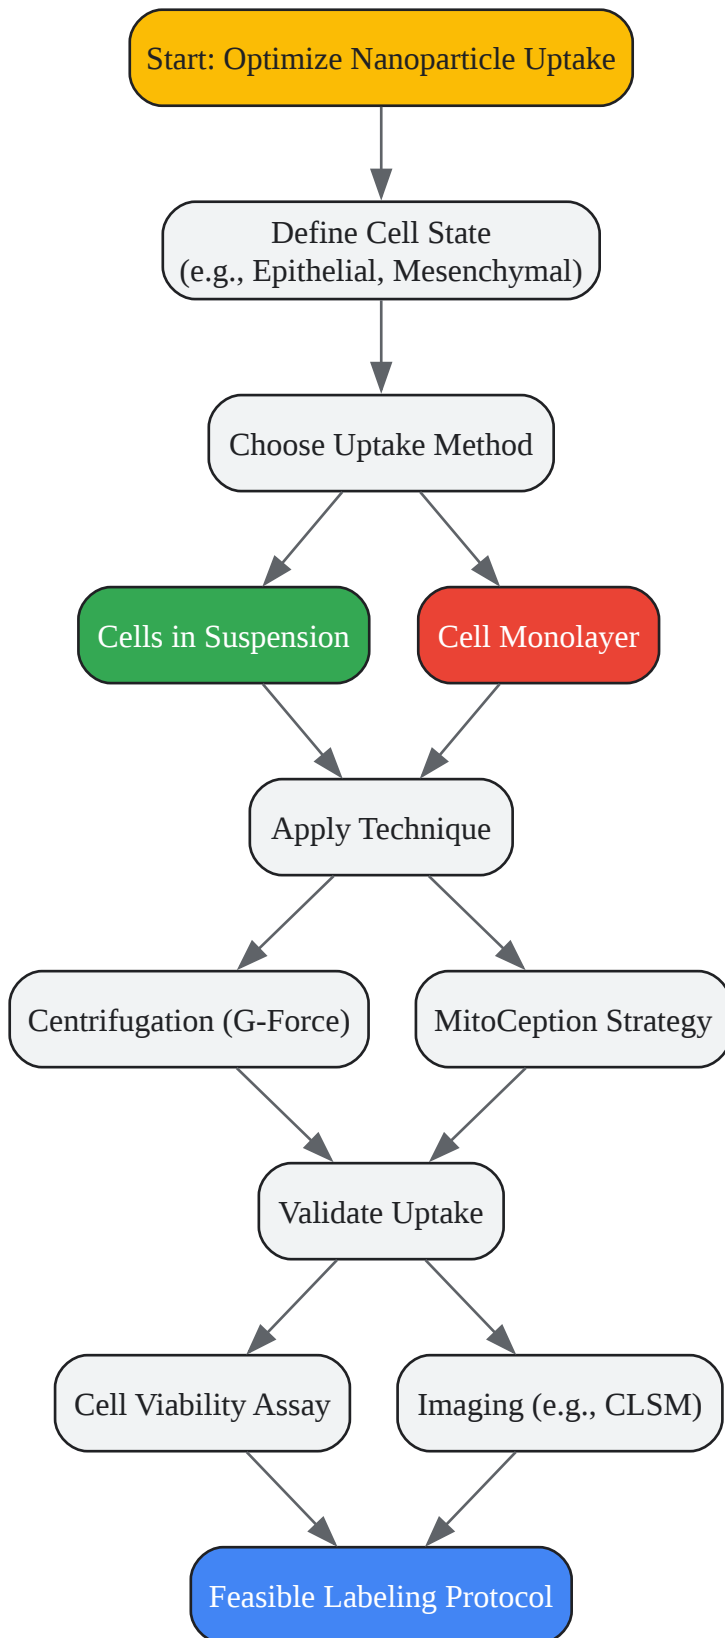 Start: Optimize Nanoparticle Uptake
Define Cell State
(e.g., Epithelial, Mesenchymal)
Choose Uptake Method
Cells in Suspension
Cell Monolayer
Apply Technique
Centrifugation (G-Force)
MitoCeption Strategy
Validate Uptake
Cell Viability Assay
Imaging (e.g., CLSM)
Feasible Labeling Protocol